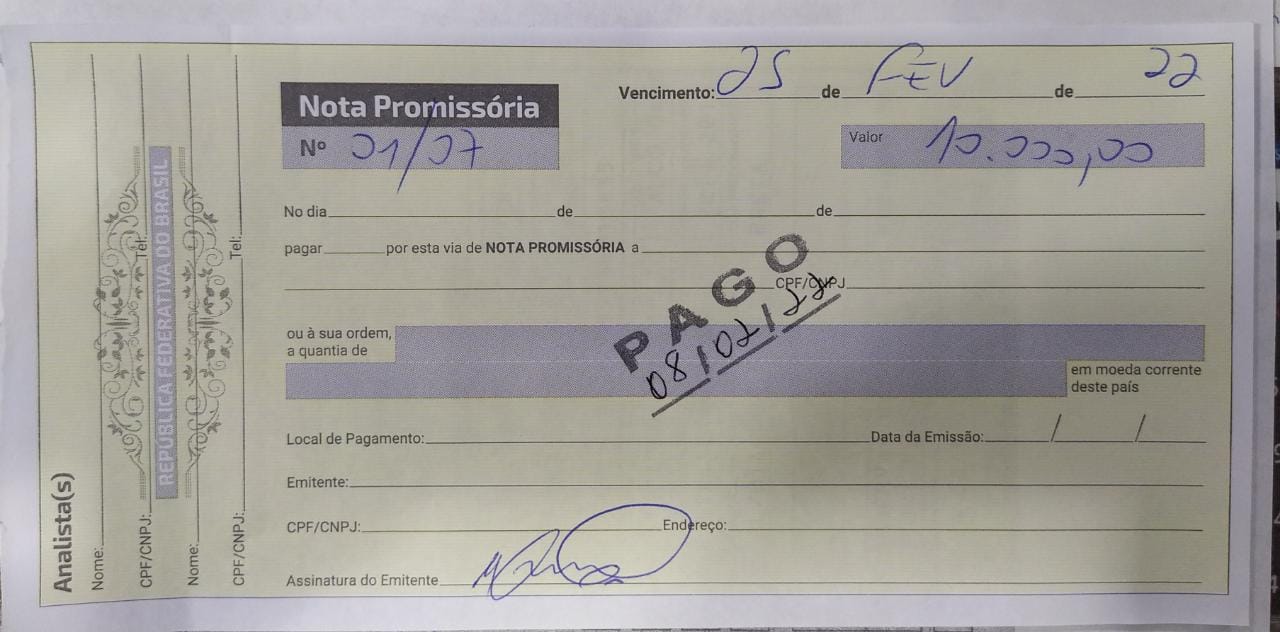 Vencimento: 25 de FEV de 22
Nota Promissória
Nº 01/07
Valor 10.000,00
No dia de de
pagar por esta via de NOTA PROMISSÓRIA a
CPF/CNPJ
PAGO
08/02/22
ou à sua ordem,
a quantia de
em moeda corrente
deste país
Local de Pagamento: Data da Emissão: / /
Emitente:
CPF/CNPJ: Endereço:
Assinatura do Emitente
Analista(s)
Nome: CPF/CNPJ: Tel:
REPÚBLICA FEDERATIVA DO BRASIL
Nome: CPF/CNPJ: Tel: